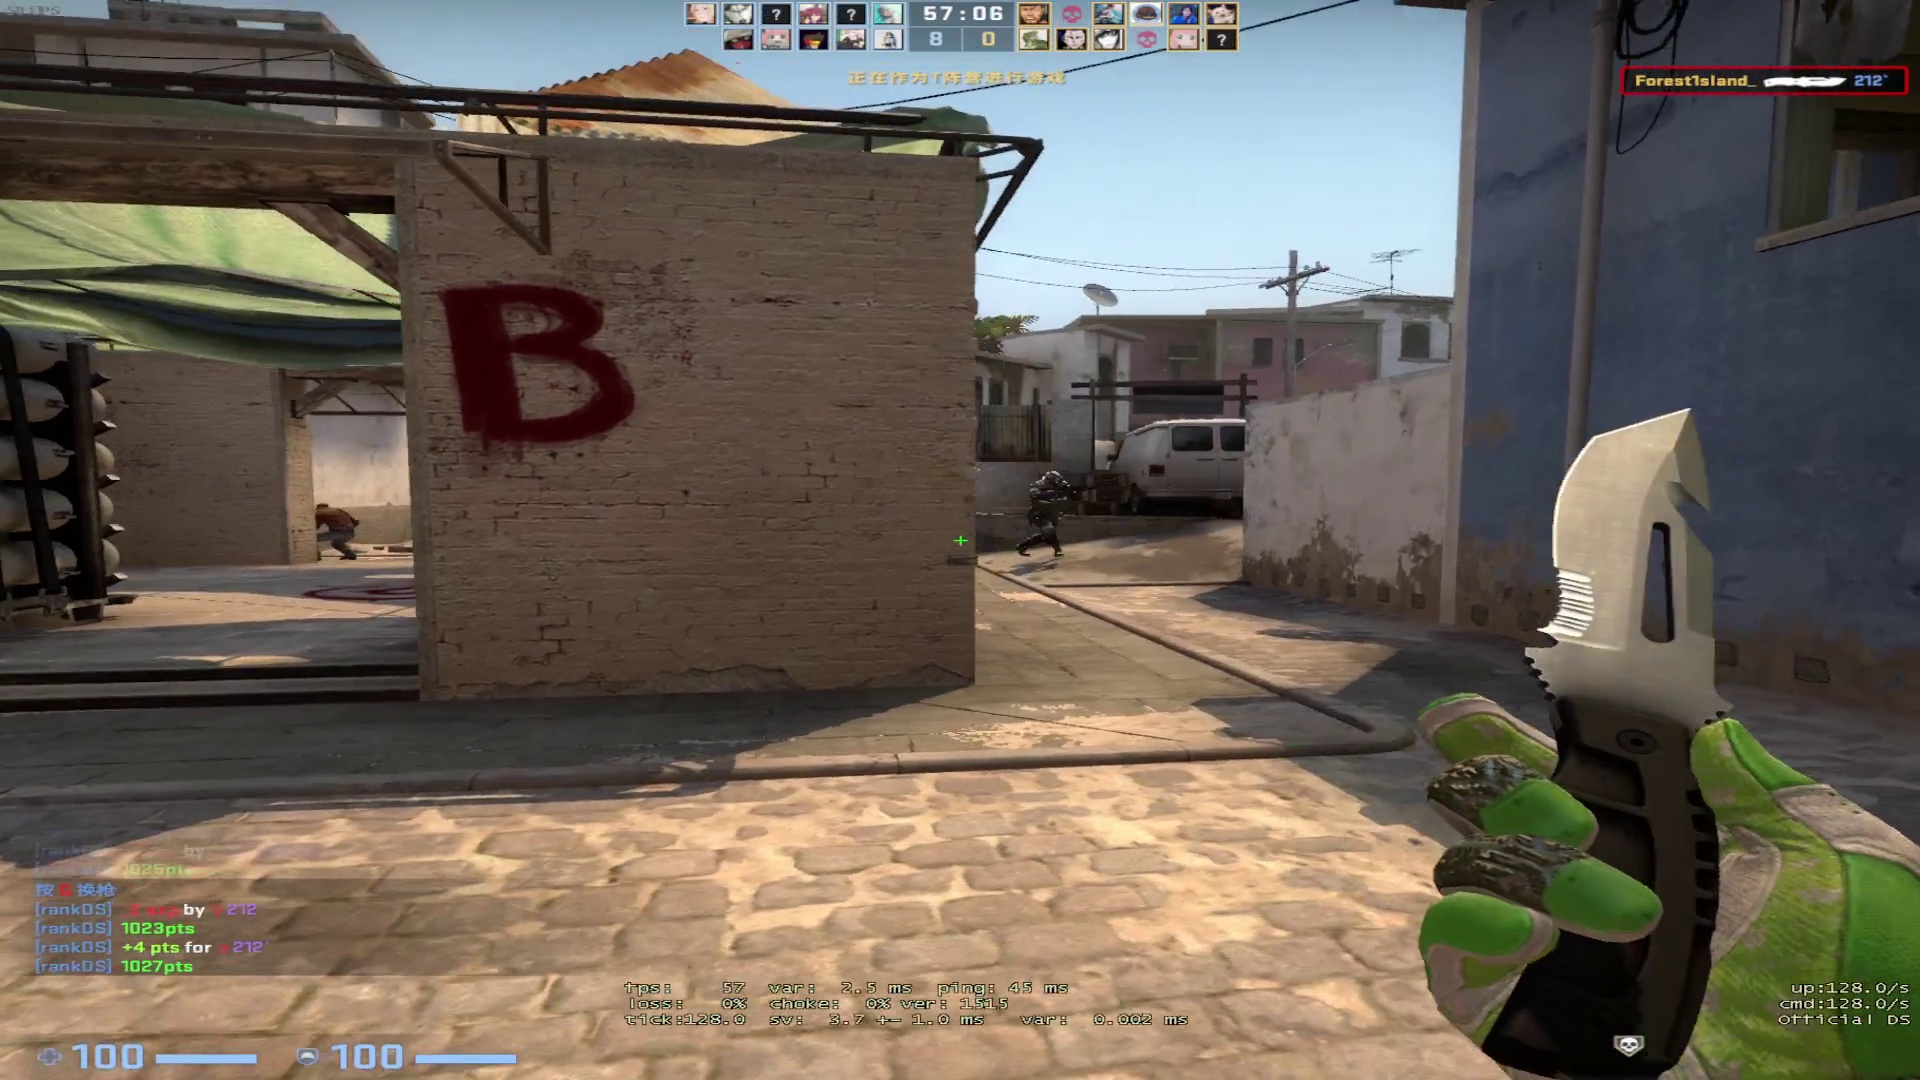 57:06
? ?
8 0
?
正在作为T阵营进行游戏
Forest1sland_ 212`
B
by
1025pts
按 G 换枪
[rankDS] by 212
[rankDS] 1023pts
[rankDS] +4 pts for 212`
[rankDS] 1027pts
fps: 57 var: 2.5 ms ping: 45 ms
loss: 0% choke: 0% ver: 1515
tick:128.0 sv: 3.7 +- 1.0 ms var: 0.002 ms
up:128.0/s
cmd:128.0/s
Official DS
100 100